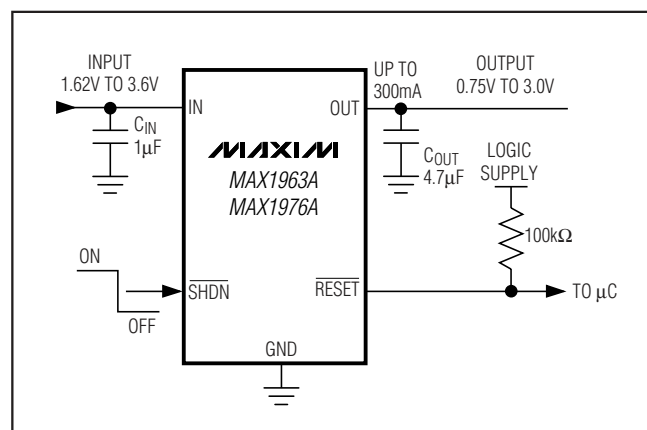 INPUT
1.62V TO 3.6V
IN
CIN
1μF
MAXIM
MAX1963A
MAX1976A
UP TO
300mA
OUTPUT
0.75V TO 3.0V
OUT
COUT
4.7μF
LOGIC
SUPPLY
100kΩ
ON
OFF
SHDN
RESET
TO μC
GND